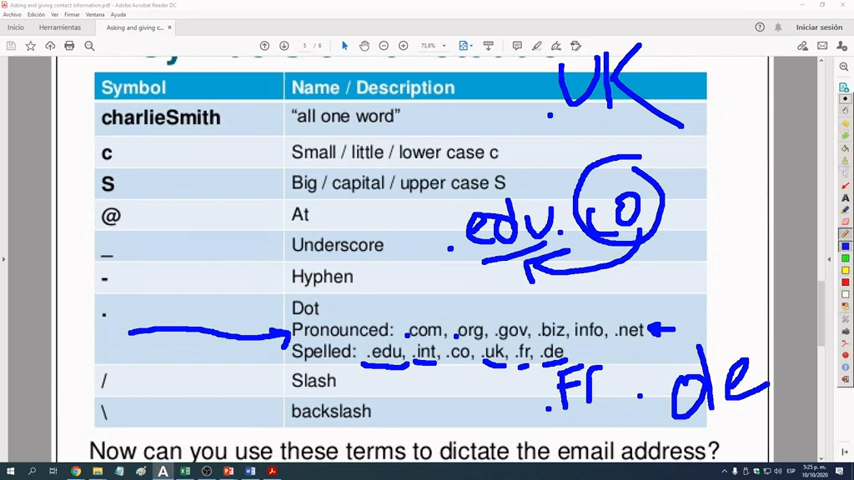 Asking and giving contact information.pdf - Adobe Acrobat Reader DC
Archivo Edición Ver Firmar Ventana Ayuda
Inicio Herramientas Asking and giving c... × Iniciar sesión
5 / 6 73,8%
Symbol Name / Description
.UK
charlieSmith "all one word"
c Small / little / lower case c
S Big / capital / upper case S
@ At
.edu.co
_ Underscore
- Hyphen
. Dot
Pronounced: .com, .org, .gov, .biz, info, .net
Spelled: .edu, .int, .co, .uk, .fr, .de
/ Slash
.Fr .de
\ backslash
Now can you use these terms to dictate the email address?
ESP 5:25 p.m.
10/10/2020